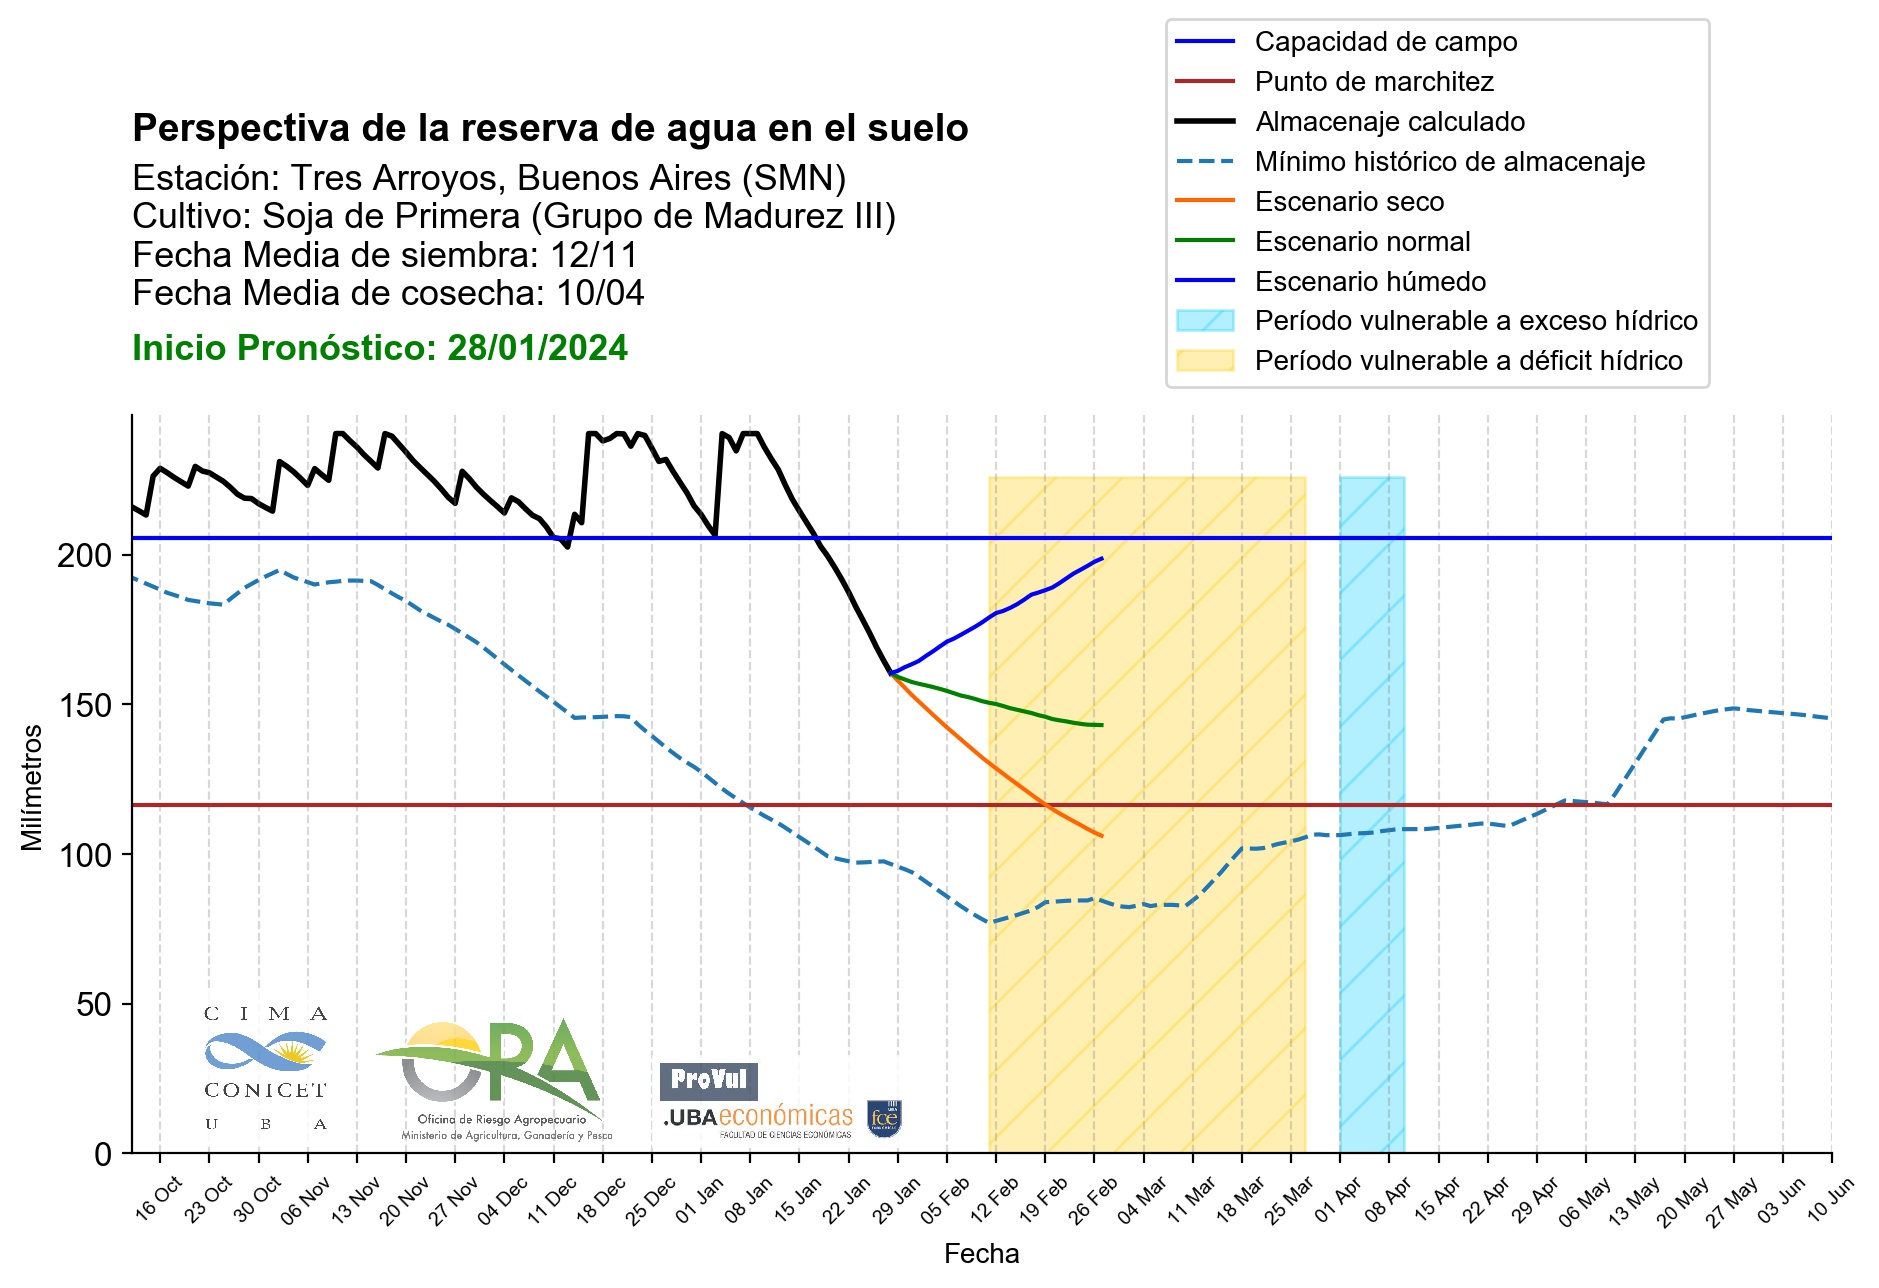 Capacidad de campo
Punto de marchitez
Almacenaje calculado
Mínimo histórico de almacenaje
Escenario seco
Escenario normal
Escenario húmedo
Período vulnerable a exceso hídrico
Período vulnerable a déficit hídrico
Perspectiva de la reserva de agua en el suelo
Estación: Tres Arroyos, Buenos Aires (SMN)
Cultivo: Soja de Primera (Grupo de Madurez III)
Fecha Media de siembra: 12/11
Fecha Media de cosecha: 10/04
Inicio Pronóstico: 28/01/2024
Milímetros
200
150
100
50
0
C I M A
CONICET
U B A
ORA
Oficina de Riesgo Agropecuario
Ministerio de Agricultura, Ganadería y Pesca
ProVul
.UBAeconómicas
FACULTAD DE CIENCIAS ECONÓMICAS
fce
16 Oct
23 Oct
30 Oct
06 Nov
13 Nov
20 Nov
27 Nov
04 Dec
11 Dec
18 Dec
25 Dec
01 Jan
08 Jan
15 Jan
22 Jan
29 Jan
05 Feb
12 Feb
19 Feb
26 Feb
04 Mar
11 Mar
18 Mar
25 Mar
01 Apr
08 Apr
15 Apr
22 Apr
29 Apr
06 May
13 May
20 May
27 May
03 Jun
10 Jun
Fecha